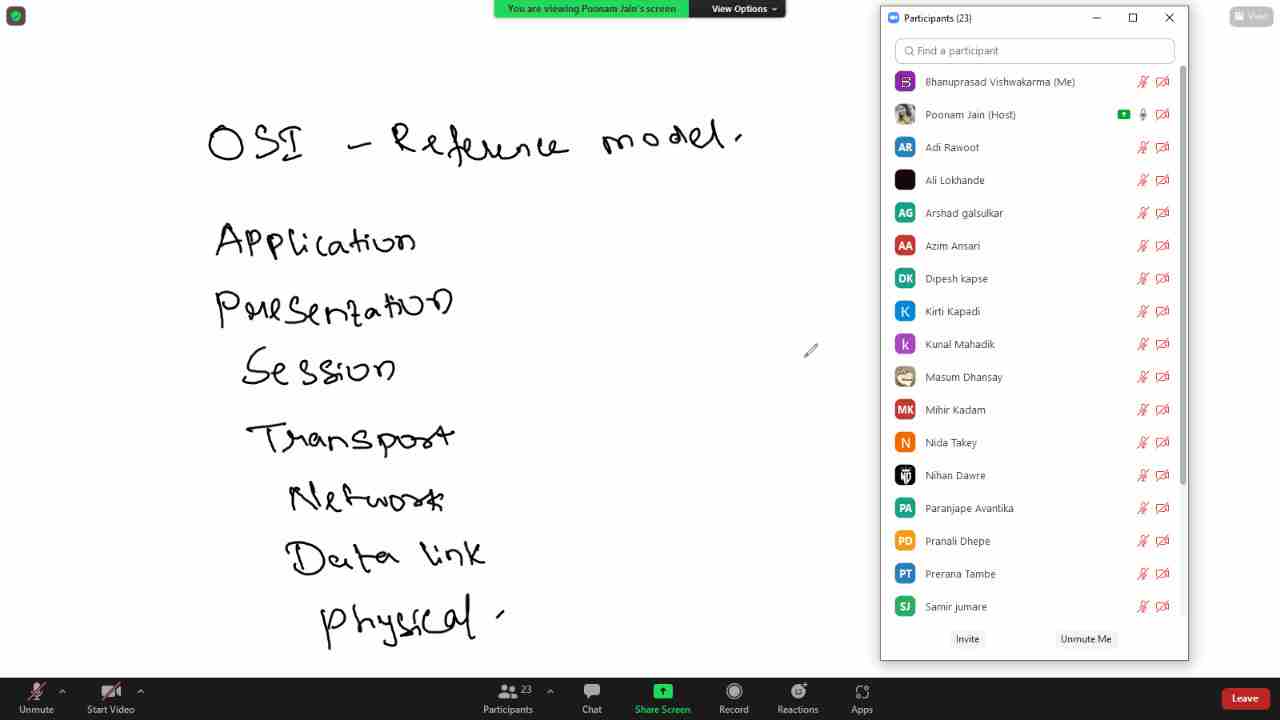 You are viewing Poonam Jain's screen
View Options
View
OSI - Reference model.
Application
Presentation
Session
Transport
Network
Data link
physical .
Participants (23)
Find a participant
Bhanuprasad Vishwakarma (Me)
Poonam Jain (Host)
AR Adi Rawoot
Ali Lokhande
AG Arshad galsulkar
AA Azim Ansari
DK Dipesh kapse
K Kirti Kapadi
k Kunal Mahadik
Masum Dhansay
MK Mihir Kadam
N Nida Takey
Nihan Dawre
PA Paranjape Avantika
PD Pranali Dhepe
PT Prerana Tambe
SJ Samir jumare
Invite
Unmute Me
Unmute
Start Video
23
Participants
Chat
Share Screen
Record
Reactions
Apps
Leave